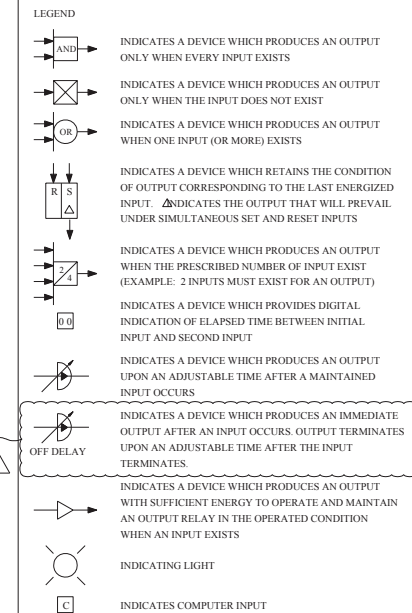 LEGEND
AND
INDICATES A DEVICE WHICH PRODUCES AN OUTPUT
ONLY WHEN EVERY INPUT EXISTS
INDICATES A DEVICE WHICH PRODUCES AN OUTPUT
ONLY WHEN THE INPUT DOES NOT EXIST
OR
INDICATES A DEVICE WHICH PRODUCES AN OUTPUT
WHEN ONE INPUT (OR MORE) EXISTS
R S
INDICATES A DEVICE WHICH RETAINS THE CONDITION
OF OUTPUT CORRESPONDING TO THE LAST ENERGIZED
INPUT. △NDICATES THE OUTPUT THAT WILL PREVAIL
UNDER SIMULTANEOUS SET AND RESET INPUTS
2/4
INDICATES A DEVICE WHICH PRODUCES AN OUTPUT
WHEN THE PRESCRIBED NUMBER OF INPUT EXIST
(EXAMPLE: 2 INPUTS MUST EXIST FOR AN OUTPUT)
0 0
INDICATES A DEVICE WHICH PROVIDES DIGITAL
INDICATION OF ELAPSED TIME BETWEEN INITIAL
INPUT AND SECOND INPUT
INDICATES A DEVICE WHICH PRODUCES AN OUTPUT
UPON AN ADJUSTABLE TIME AFTER A MAINTAINED
INPUT OCCURS
OFF DELAY
INDICATES A DEVICE WHICH PRODUCES AN IMMEDIATE
OUTPUT AFTER AN INPUT OCCURS. OUTPUT TERMINATES
UPON AN ADJUSTABLE TIME AFTER THE INPUT
TERMINATES.
INDICATES A DEVICE WHICH PRODUCES AN OUTPUT
WITH SUFFICIENT ENERGY TO OPERATE AND MAINTAIN
AN OUTPUT RELAY IN THE OPERATED CONDITION
WHEN AN INPUT EXISTS
INDICATING LIGHT
C
INDICATES COMPUTER INPUT